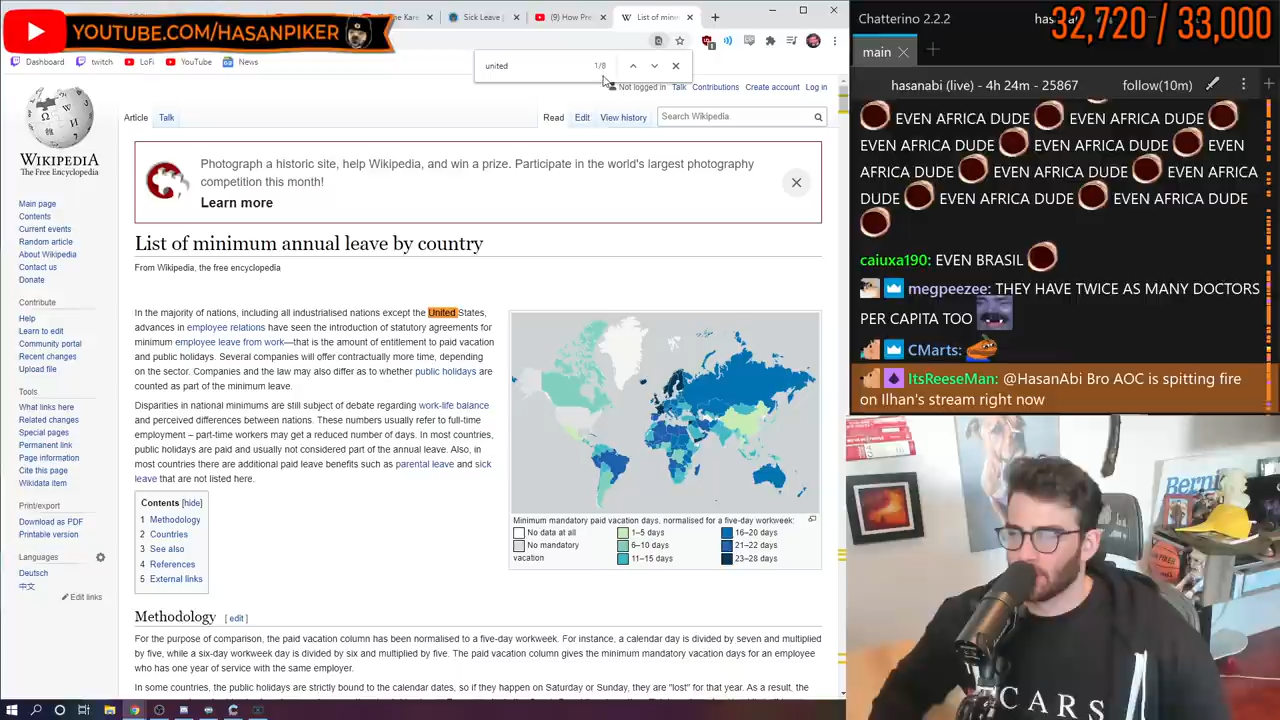 YOUTUBE.COM/HASANPIKER
Sick Leave
(9) How Pre
List of min
united
1/8
Dashboard
twitch
LoFi
YouTube
News
Not logged in Talk Contributions Create account Log in
WIKIPEDIA
The Free Encyclopedia
Article Talk
Read Edit View history
Search Wikipedia
Photograph a historic site, help Wikipedia, and win a prize. Participate in the world's largest photography
competition this month!
Learn more
Main page
Contents
Current events
Random article
About Wikipedia
Contact us
Donate
Contribute
Help
Learn to edit
Community portal
Recent changes
Upload file
Tools
What links here
Related changes
Special pages
Permanent link
Page information
Cite this page
Wikidata item
Print/export
Download as PDF
Printable version
Languages
Deutsch
中文
Edit links
List of minimum annual leave by country
From Wikipedia, the free encyclopedia
In the majority of nations, including all industrialised nations except the United States,
advances in employee relations have seen the introduction of statutory agreements for
minimum employee leave from work—that is the amount of entitlement to paid vacation
and public holidays. Several companies will offer contractually more time, depending
on the sector. Companies and the law may also differ as to whether public holidays are
counted as part of the minimum leave.
Disparities in national minimums are still subject of debate regarding work-life balance
and perceived differences between nations. These numbers usually refer to full-time
employment – part-time workers may get a reduced number of days. In most countries,
public holidays are paid and usually not considered part of the annual leave. Also, in
most countries there are additional paid leave benefits such as parental leave and sick
leave that are not listed here.
Minimum mandatory paid vacation days, normalised for a five-day workweek:
No data at all
No mandatory
vacation
1–5 days
6–10 days
11–15 days
16–20 days
21–22 days
23–28 days
Contents [hide]
1 Methodology
2 Countries
3 See also
4 References
5 External links
Methodology [ edit ]
For the purpose of comparison, the paid vacation column has been normalised to a five-day workweek. For instance, a calendar day is divided by seven and multiplied
by five, while a six-day workweek day is divided by six and multiplied by five. The paid vacation column gives the minimum mandatory vacation days for an employee
who has one year of service with the same employer.
In some countries, the public holidays are strictly bound to the calendar dates, so if they happen on Saturday or Sunday, they are "lost" for that year. As a result, the
Chatterino 2.2.2
32,720 / 33,000
main
hasanabi (live) - 4h 24m - 25867
follow(10m)
EVEN AFRICA DUDE EVEN AFRICA DUDE
EVEN AFRICA DUDE EVEN AFRICA DUDE EVEN
AFRICA DUDE EVEN AFRICA DUDE EVEN AFRICA
DUDE EVEN AFRICA DUDE EVEN AFRICA DUDE
caiuxa190: EVEN BRASIL
megpeezee: THEY HAVE TWICE AS MANY DOCTORS
PER CAPITA TOO
CMarts:
ItsReeseMan: @HasanAbi Bro AOC is spitting fire
on Ilhan's stream right now